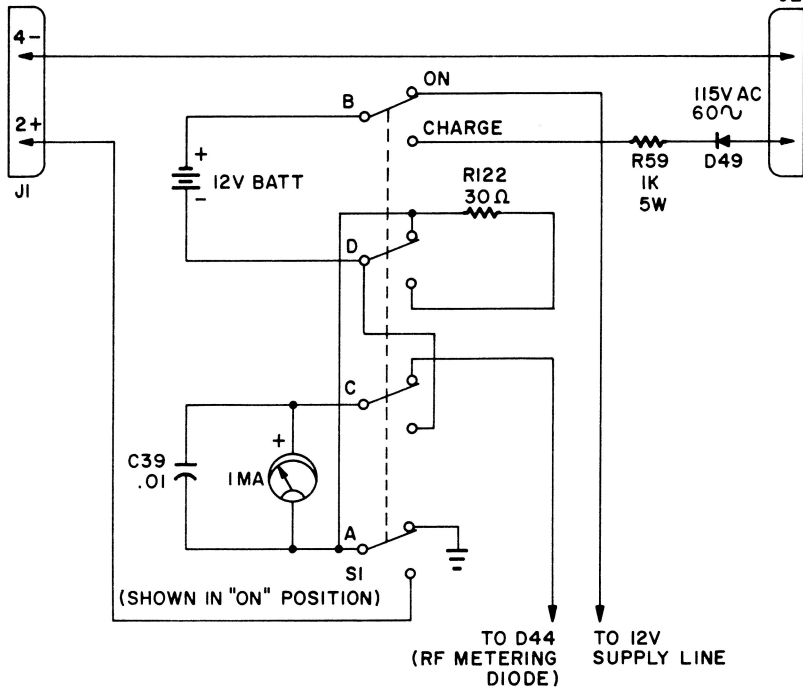 4-
2+
J1
B
ON
CHARGE
115V AC
60∿
R59
1K
5W
D49
+
12V BATT
-
R122
30Ω
D
C
C39
.01
+
1MA
A
S1
(SHOWN IN "ON" POSITION)
TO D44
(RF METERING
DIODE)
TO 12V
SUPPLY LINE